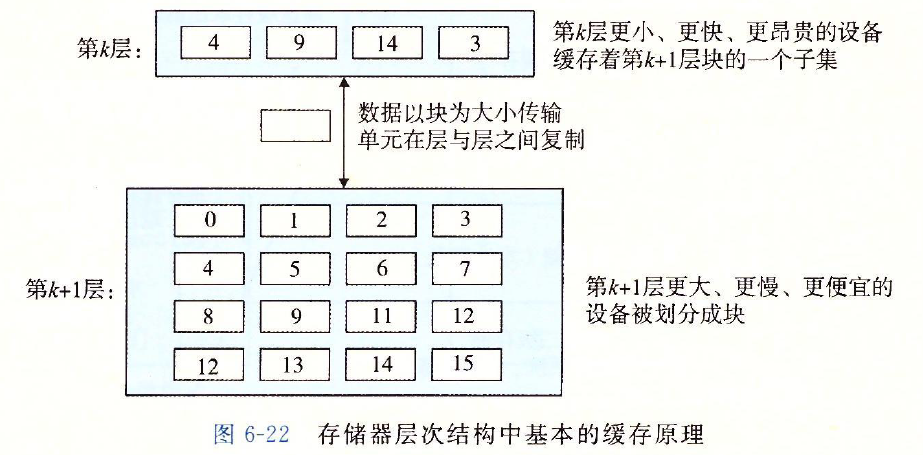 第k层：
4 9 14 3
第k层更小、更快、更昂贵的设备
缓存着第k+1层块的一个子集
数据以块为大小传输
单元在层与层之间复制
第k+1层：
0 1 2 3
4 5 6 7
8 9 11 12
12 13 14 15
第k+1层更大、更慢、更便宜的
设备被划分成块
图 6-22 存储器层次结构中基本的缓存原理